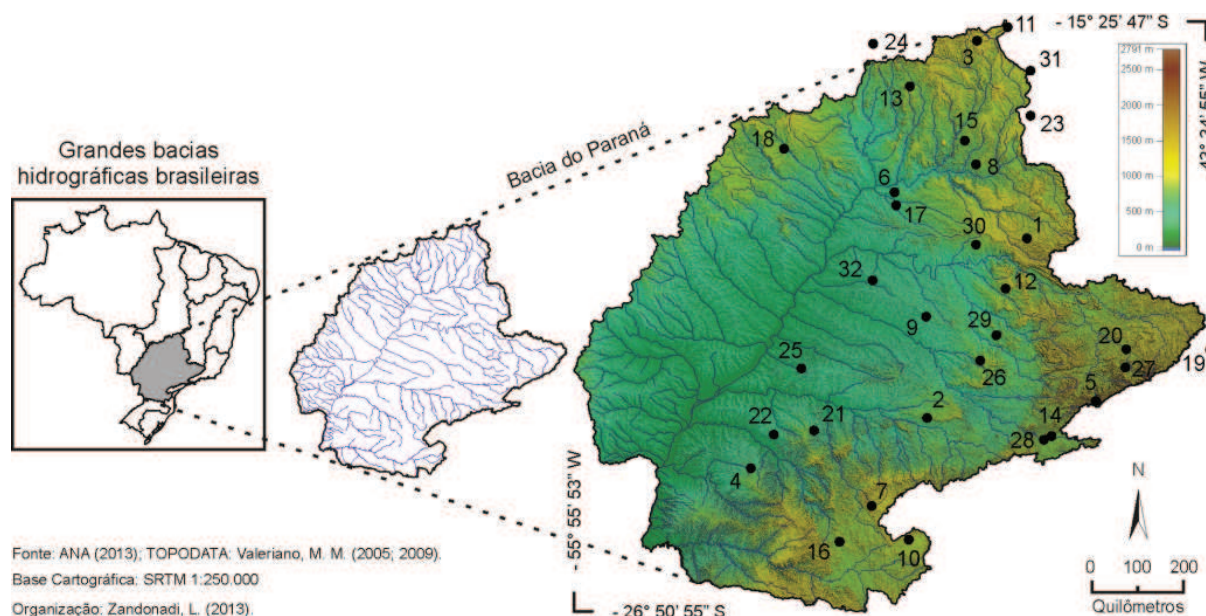 Grandes bacias
hidrográficas brasileiras
Bacia do Paraná
24
11
- 15° 25' 47" S
3
31
13
2791 m
2500 m
2000 m
1500 m
1000 m
500 m
0 m
43° 24' 55" W
23
15
18
8
6
17
30
1
32
12
9
29
20
25
19
26
27
5
2
22
21
14
28
4
7
16
10
- 55° 55' 53" W
- 26° 50' 55" S
N
0 100 200
Quilômetros
Fonte: ANA (2013); TOPODATA: Valeriano, M. M. (2005; 2009).
Base Cartográfica: SRTM 1:250.000
Organização: Zandonadi, L. (2013).